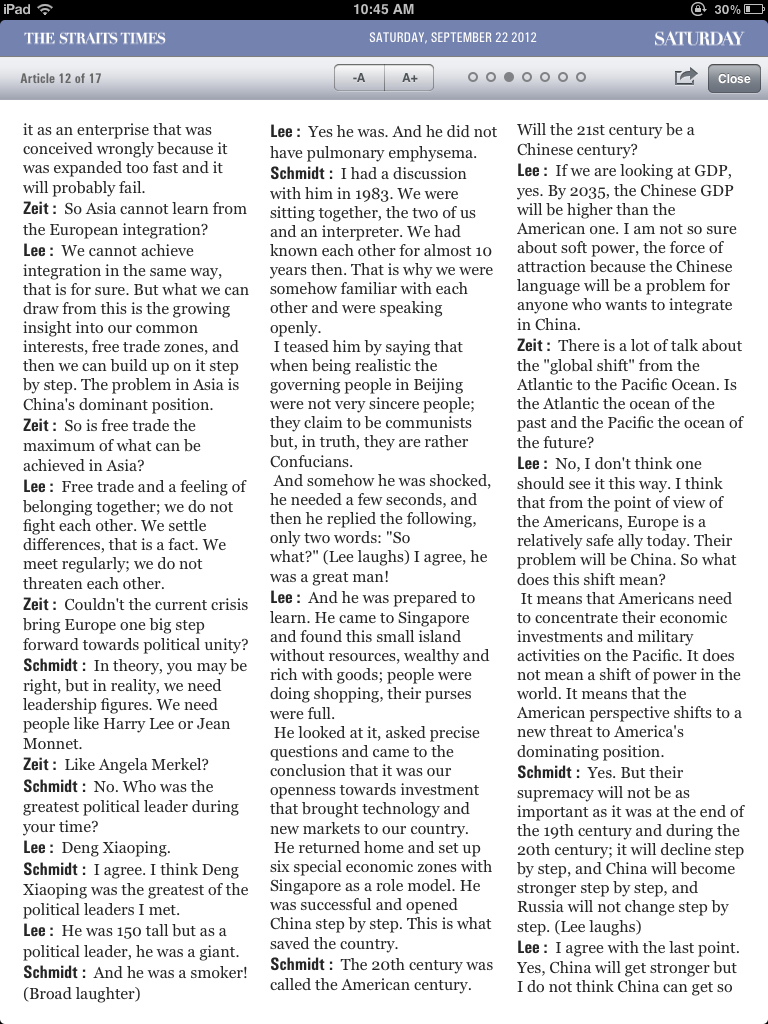 iPad
10:45 AM
30%
THE STRAITS TIMES
SATURDAY, SEPTEMBER 22 2012
SATURDAY
Article 12 of 17
-A
A+
Close
it as an enterprise that was
conceived wrongly because it
was expanded too fast and it
will probably fail.
Zeit : So Asia cannot learn from
the European integration?
Lee : We cannot achieve
integration in the same way,
that is for sure. But what we can
draw from this is the growing
insight into our common
interests, free trade zones, and
then we can build up on it step
by step. The problem in Asia is
China's dominant position.
Zeit : So is free trade the
maximum of what can be
achieved in Asia?
Lee : Free trade and a feeling of
belonging together; we do not
fight each other. We settle
differences, that is a fact. We
meet regularly; we do not
threaten each other.
Zeit : Couldn't the current crisis
bring Europe one big step
forward towards political unity?
Schmidt : In theory, you may be
right, but in reality, we need
leadership figures. We need
people like Harry Lee or Jean
Monnet.
Zeit : Like Angela Merkel?
Schmidt : No. Who was the
greatest political leader during
your time?
Lee : Deng Xiaoping.
Schmidt : I agree. I think Deng
Xiaoping was the greatest of the
political leaders I met.
Lee : He was 150 tall but as a
political leader, he was a giant.
Schmidt : And he was a smoker!
(Broad laughter)
Lee : Yes he was. And he did not
have pulmonary emphysema.
Schmidt : I had a discussion
with him in 1983. We were
sitting together, the two of us
and an interpreter. We had
known each other for almost 10
years then. That is why we were
somehow familiar with each
other and were speaking
openly.
I teased him by saying that
when being realistic the
governing people in Beijing
were not very sincere people;
they claim to be communists
but, in truth, they are rather
Confucians.
And somehow he was shocked,
he needed a few seconds, and
then he replied the following,
only two words: "So
what?" (Lee laughs) I agree, he
was a great man!
Lee : And he was prepared to
learn. He came to Singapore
and found this small island
without resources, wealthy and
rich with goods; people were
doing shopping, their purses
were full.
He looked at it, asked precise
questions and came to the
conclusion that it was our
openness towards investment
that brought technology and
new markets to our country.
He returned home and set up
six special economic zones with
Singapore as a role model. He
was successful and opened
China step by step. This is what
saved the country.
Schmidt : The 20th century was
called the American century.
Will the 21st century be a
Chinese century?
Lee : If we are looking at GDP,
yes. By 2035, the Chinese GDP
will be higher than the
American one. I am not so sure
about soft power, the force of
attraction because the Chinese
language will be a problem for
anyone who wants to integrate
in China.
Zeit : There is a lot of talk about
the "global shift" from the
Atlantic to the Pacific Ocean. Is
the Atlantic the ocean of the
past and the Pacific the ocean of
the future?
Lee : No, I don't think one
should see it this way. I think
that from the point of view of
the Americans, Europe is a
relatively safe ally today. Their
problem will be China. So what
does this shift mean?
It means that Americans need
to concentrate their economic
investments and military
activities on the Pacific. It does
not mean a shift of power in the
world. It means that the
American perspective shifts to a
new threat to America's
dominating position.
Schmidt : Yes. But their
supremacy will not be as
important as it was at the end of
the 19th century and during the
20th century; it will decline step
by step, and China will become
stronger step by step, and
Russia will not change step by
step. (Lee laughs)
Lee : I agree with the last point.
Yes, China will get stronger but
I do not think China can get so